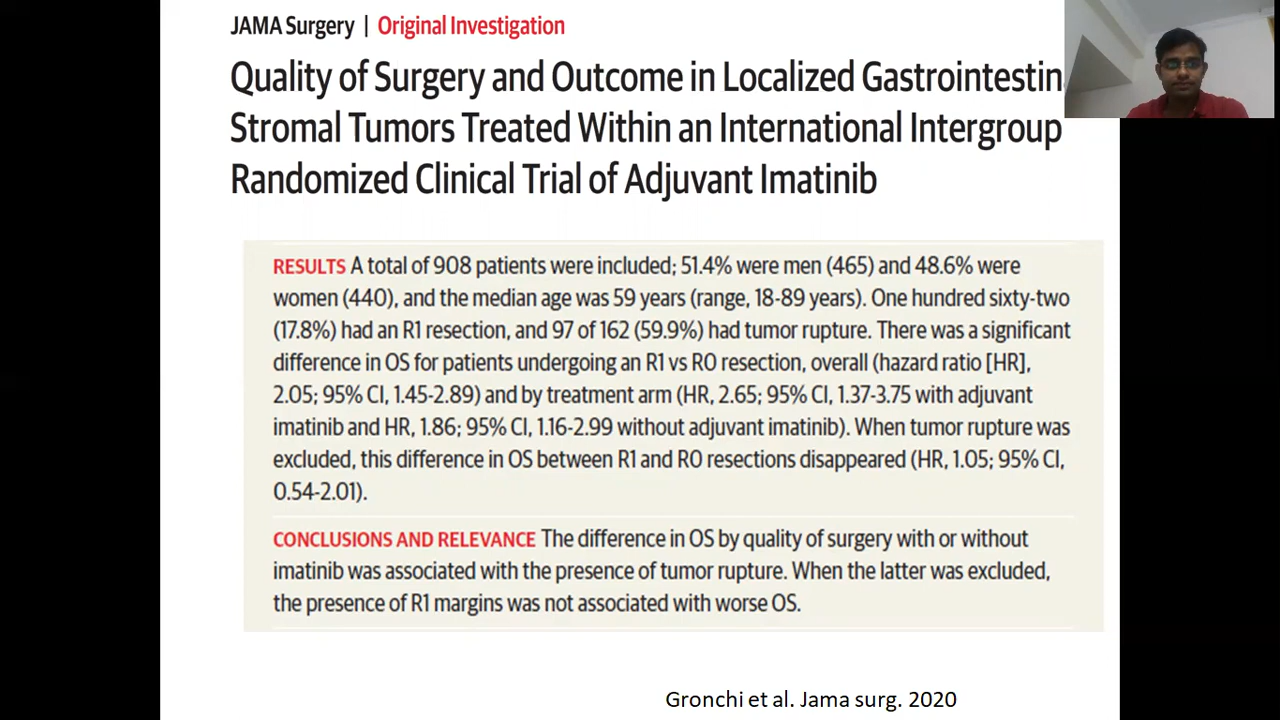 JAMA Surgery | Original Investigation
Quality of Surgery and Outcome in Localized Gastrointestin
Stromal Tumors Treated Within an International Intergroup
Randomized Clinical Trial of Adjuvant Imatinib
RESULTS A total of 908 patients were included; 51.4% were men (465) and 48.6% were
women (440), and the median age was 59 years (range, 18-89 years). One hundred sixty-two
(17.8%) had an R1 resection, and 97 of 162 (59.9%) had tumor rupture. There was a significant
difference in OS for patients undergoing an R1 vs R0 resection, overall (hazard ratio [HR],
2.05; 95% CI, 1.45-2.89) and by treatment arm (HR, 2.65; 95% CI, 1.37-3.75 with adjuvant
imatinib and HR, 1.86; 95% CI, 1.16-2.99 without adjuvant imatinib). When tumor rupture was
excluded, this difference in OS between R1 and R0 resections disappeared (HR, 1.05; 95% CI,
0.54-2.01).
CONCLUSIONS AND RELEVANCE The difference in OS by quality of surgery with or without
imatinib was associated with the presence of tumor rupture. When the latter was excluded,
the presence of R1 margins was not associated with worse OS.
Gronchi et al. Jama surg. 2020